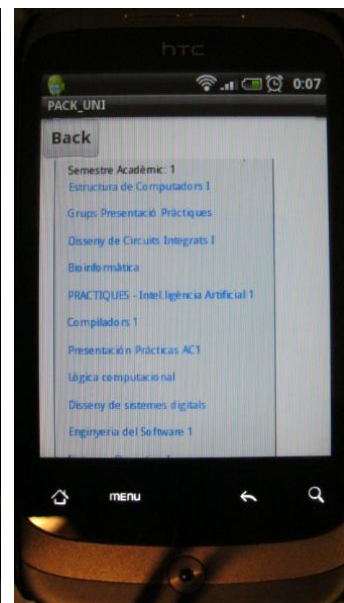 hTC
0:07
PACK_UNI
Back
Semestre Acadèmic: 1
Estructura de Computadors I
Grups Presentació Pràctiques
Disseny de Circuits Integrats I
Bioinformàtica
PRACTIQUES - Intel.ligència Artificial 1
Compiladors 1
Presentación Prácticas AC1
Lògica computacional
Disseny de sistemes digitals
Enginyeria del Software 1
MENU